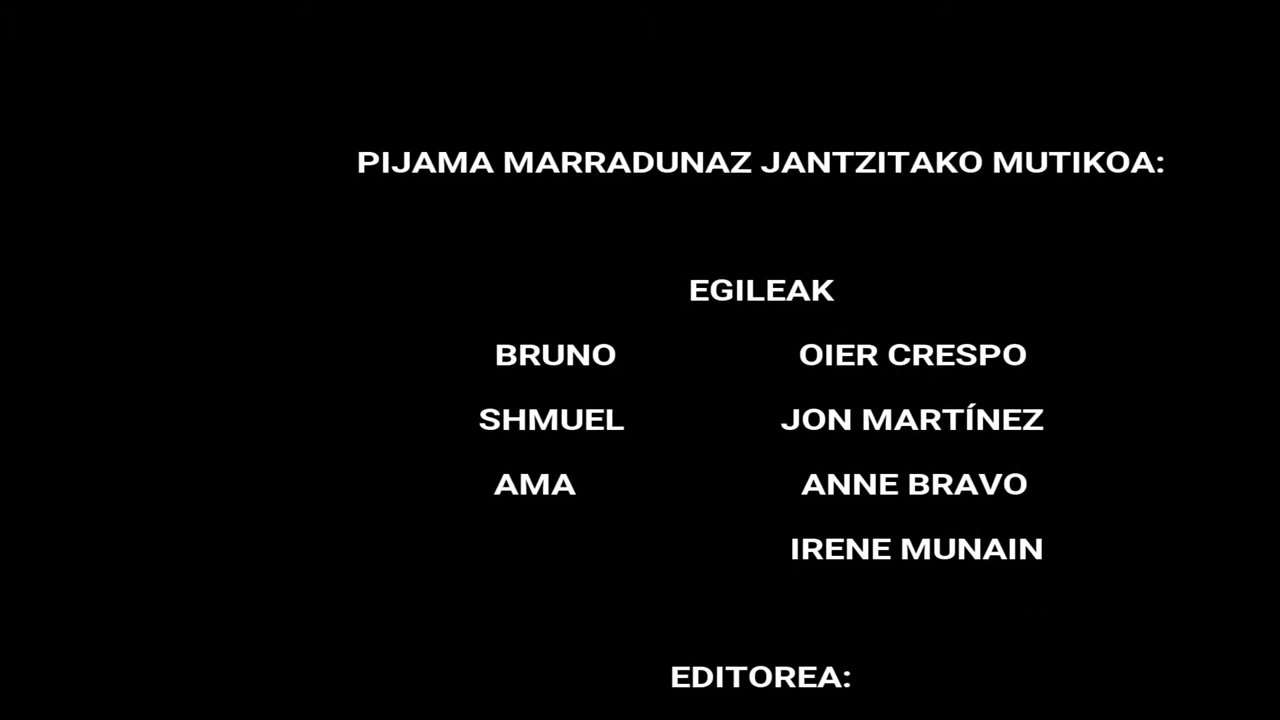 PIJAMA MARRADUNAZ JANTZITAKO MUTIKOA:
EGILEAK
BRUNO OIER CRESPO
SHMUEL JON MARTÍNEZ
AMA ANNE BRAVO
IRENE MUNAIN
EDITOREA: